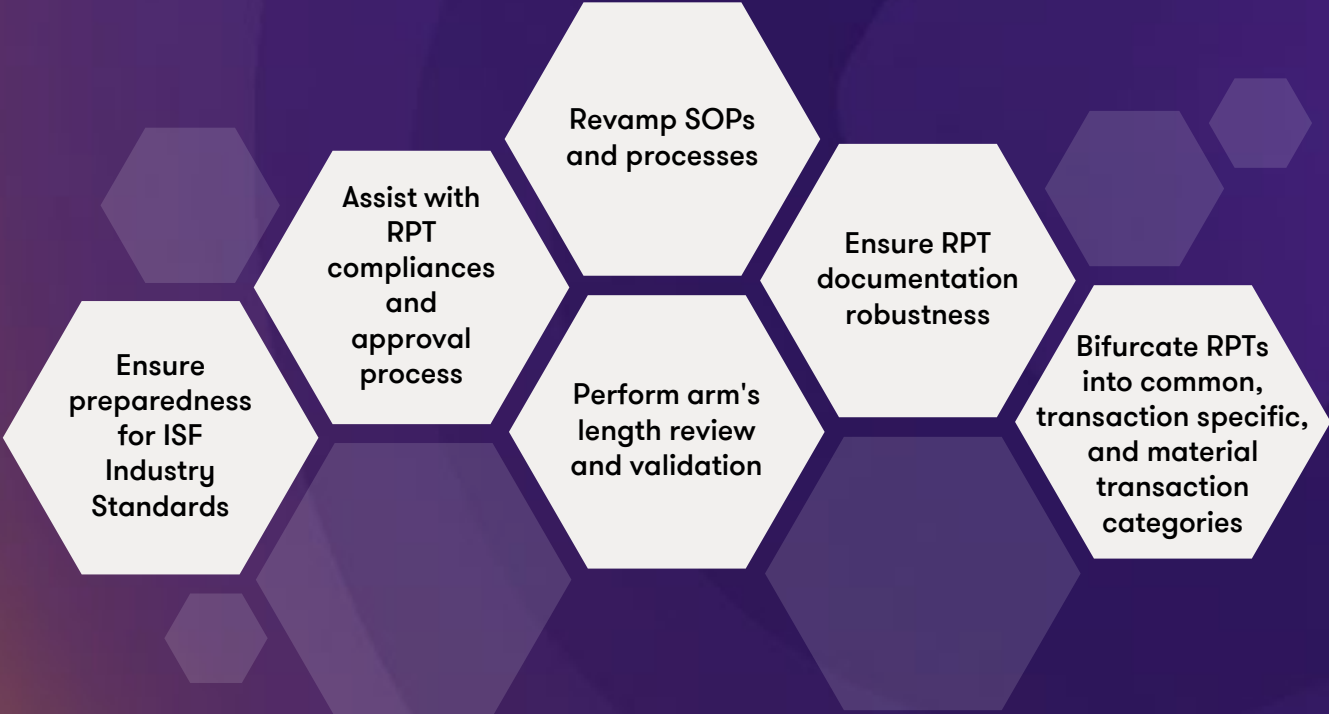 Ensure
preparedness
for ISF
Industry
Standards
Assist with
RPT
compliances
and
approval
process
Revamp SOPs
and processes
Perform arm's
length review
and validation
Ensure RPT
documentation
robustness
Bifurcate RPTs
into common,
transaction specific,
and material
transaction
categories